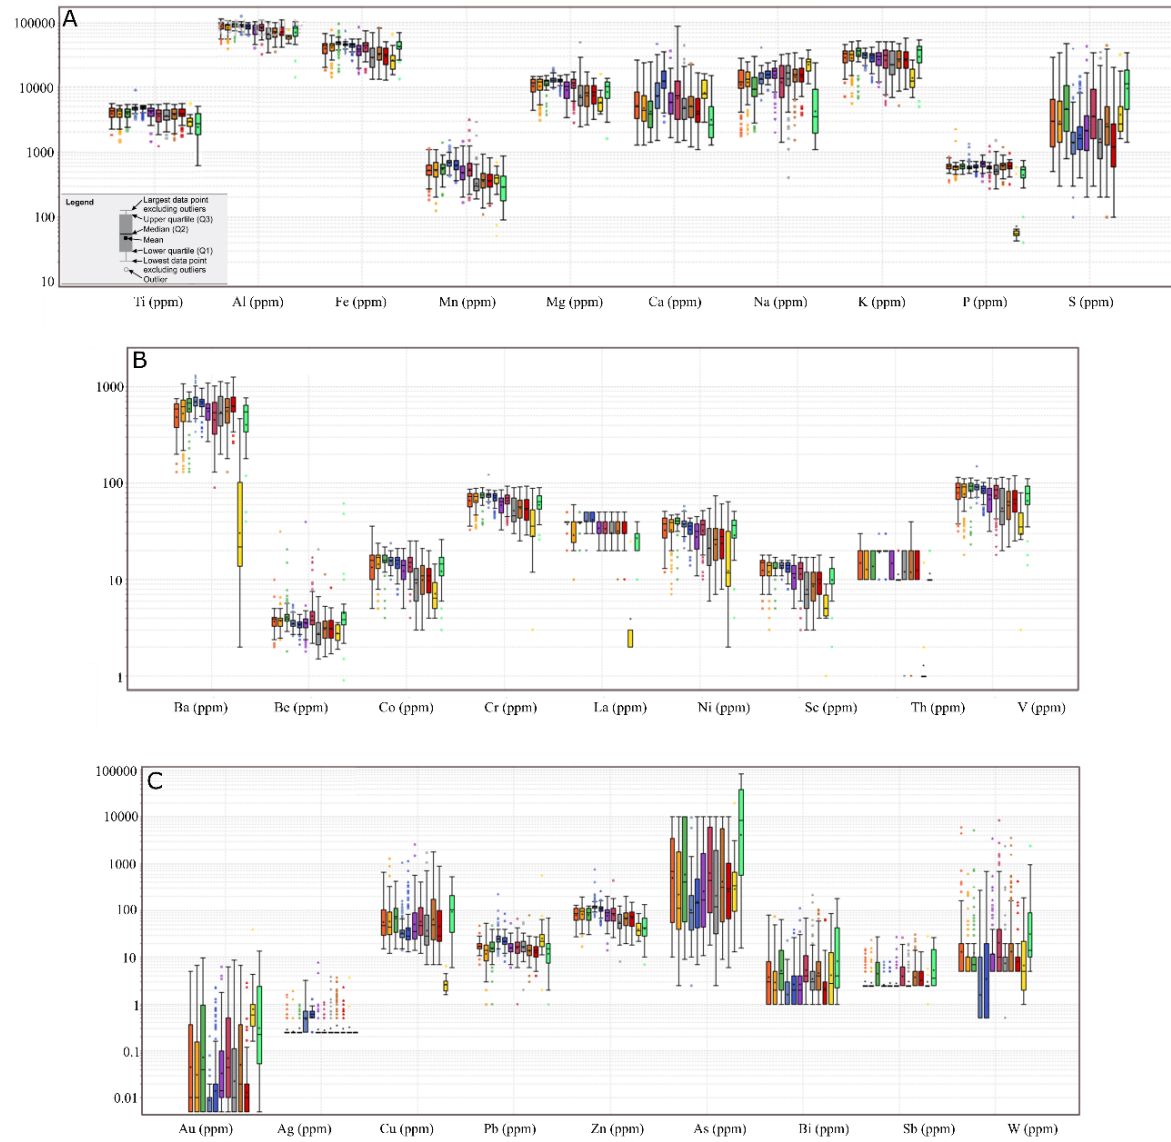 A
100000
10000
1000
100
10
Legend
Largest data point
excluding outliers
Upper quartile (Q3)
Median (Q2)
Mean
Lower quartile (Q1)
Lowest data point
excluding outliers
Outlier
Ti (ppm) Al (ppm) Fe (ppm) Mn (ppm) Mg (ppm) Ca (ppm) Na (ppm) K (ppm) P (ppm) S (ppm)
B
1000
100
10
1
Ba (ppm) Be (ppm) Co (ppm) Cr (ppm) La (ppm) Ni (ppm) Sc (ppm) Th (ppm) V (ppm)
C
100000
10000
1000
100
10
1
0.1
0.01
Au (ppm) Ag (ppm) Cu (ppm) Pb (ppm) Zn (ppm) As (ppm) Bi (ppm) Sb (ppm) W (ppm)